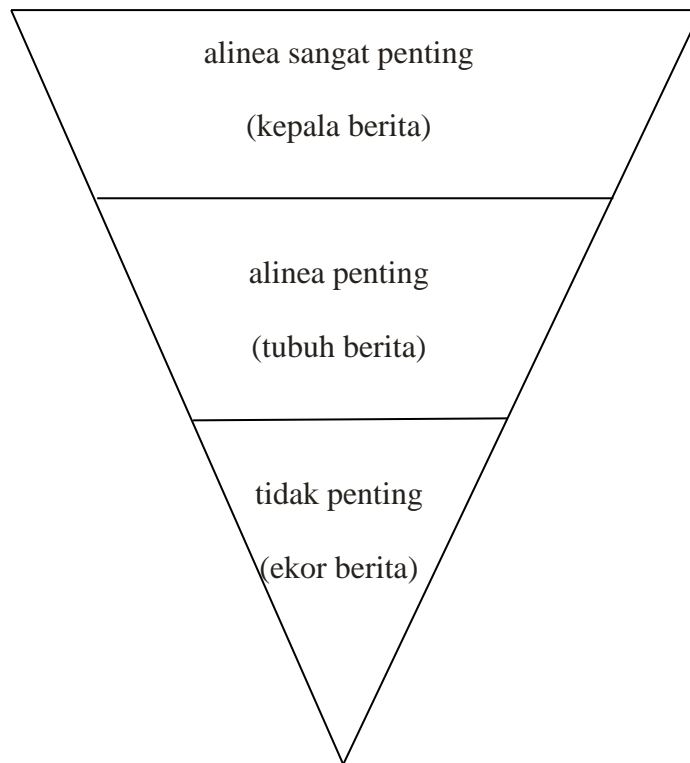 alinea sangat penting
(kepala berita)
alinea penting
(tubuh berita)
tidak penting
(ekor berita)